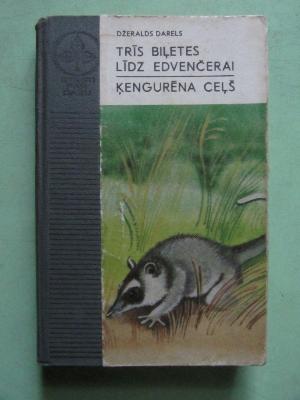 DŽERALDS DARELS
TRĪS BIĻETES
LĪDZ EDVENČERAI
ĶENGURĒNA CEĻŠ